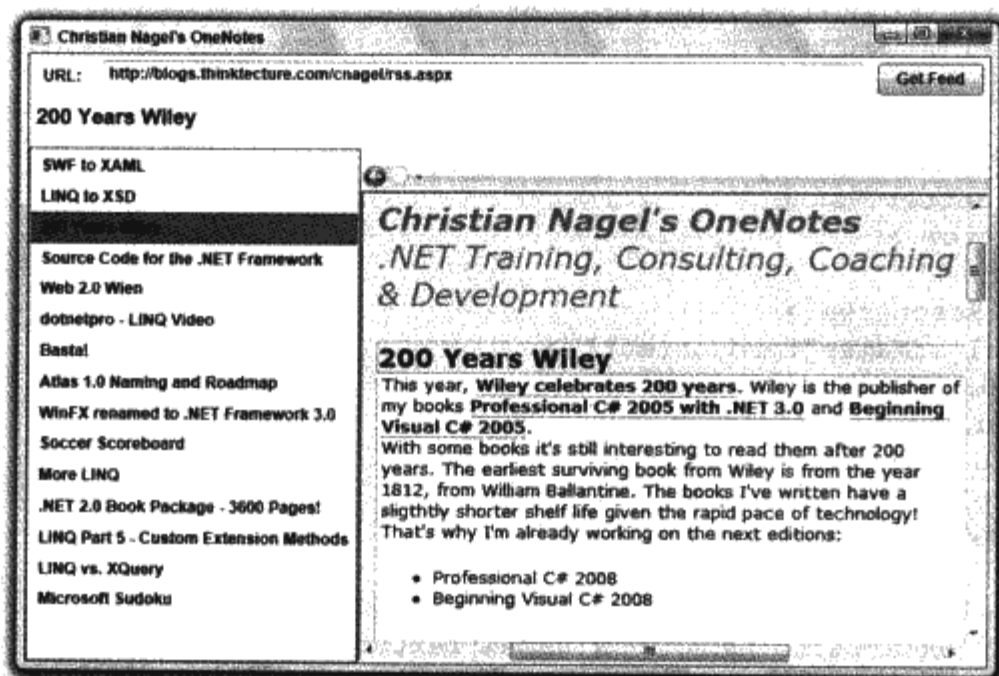 Christian Nagel's OneNotes
URL: http://blogs.thinktecture.com/cnagel/rss.aspx Get Feed
200 Years Wiley
SWF to XAML
LINQ to XSD
Source Code for the .NET Framework
Web 2.0 Wien
dotnetpro - LINQ Video
Basta!
Atlas 1.0 Naming and Roadmap
WinFX renamed to .NET Framework 3.0
Soccer Scoreboard
More LINQ
.NET 2.0 Book Package - 3600 Pages!
LINQ Part 5 - Custom Extension Methods
LINQ vs. XQuery
Microsoft Sudoku
Christian Nagel's OneNotes
.NET Training, Consulting, Coaching
& Development
200 Years Wiley
This year, Wiley celebrates 200 years. Wiley is the publisher of
my books Professional C# 2005 with .NET 3.0 and Beginning
Visual C# 2005.
With some books it's still interesting to read them after 200
years. The earliest surviving book from Wiley is from the year
1812, from William Ballantine. The books I've written have a
sligthtly shorter shelf life given the rapid pace of technology!
That's why I'm already working on the next editions:
• Professional C# 2008
• Beginning Visual C# 2008